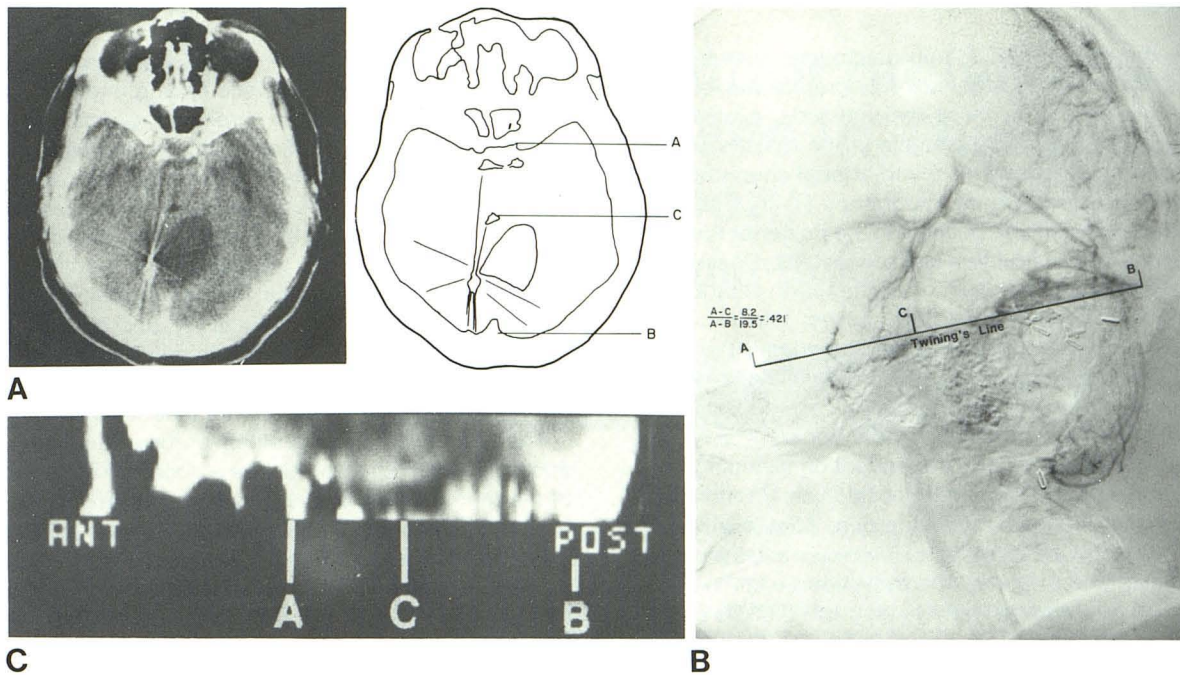 A
C
B
A
B
A-C = 8.2 = .421
A-B 19.5
C
A
B
Twining's Line
ANT
POST
A
C
B
C
B